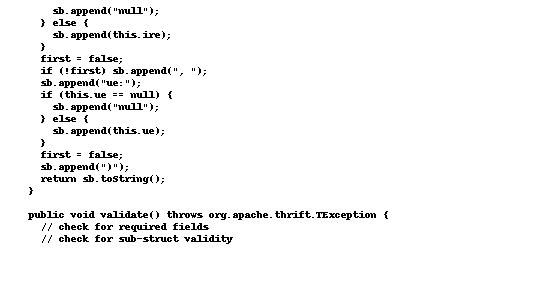 sb.append("null");
} else {
sb.append(this.ire);
}
first = false;
if (!first) sb.append(", ");
sb.append("ue:");
if (this.ue == null) {
sb.append("null");
} else {
sb.append(this.ue);
}
first = false;
sb.append(")");
return sb.toString();
}
public void validate() throws org.apache.thrift.TException {
// check for required fields
// check for sub-struct validity